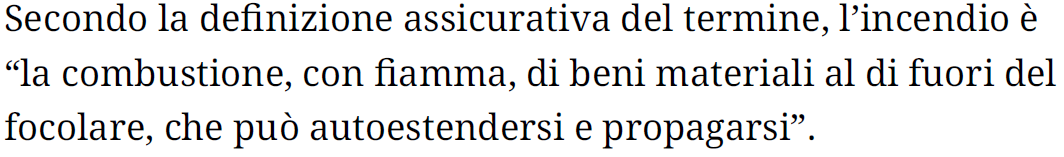 Secondo la definizione assicurativa del termine, l’incendio è
“la combustione, con fiamma, di beni materiali al di fuori del
focolare, che può autoestendersi e propagarsi”.